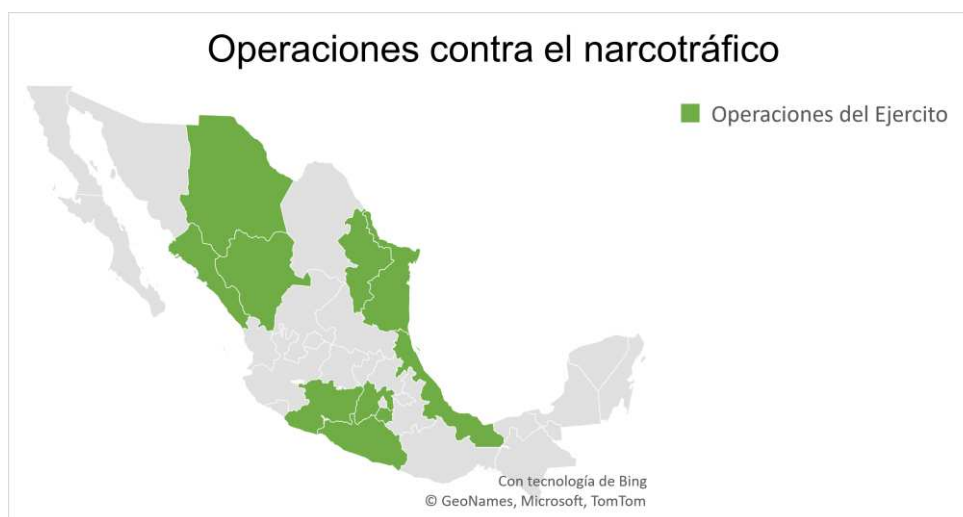 Operaciones contra el narcotráfico
Operaciones del Ejercito
Con tecnología de Bing
© GeoNames, Microsoft, TomTom